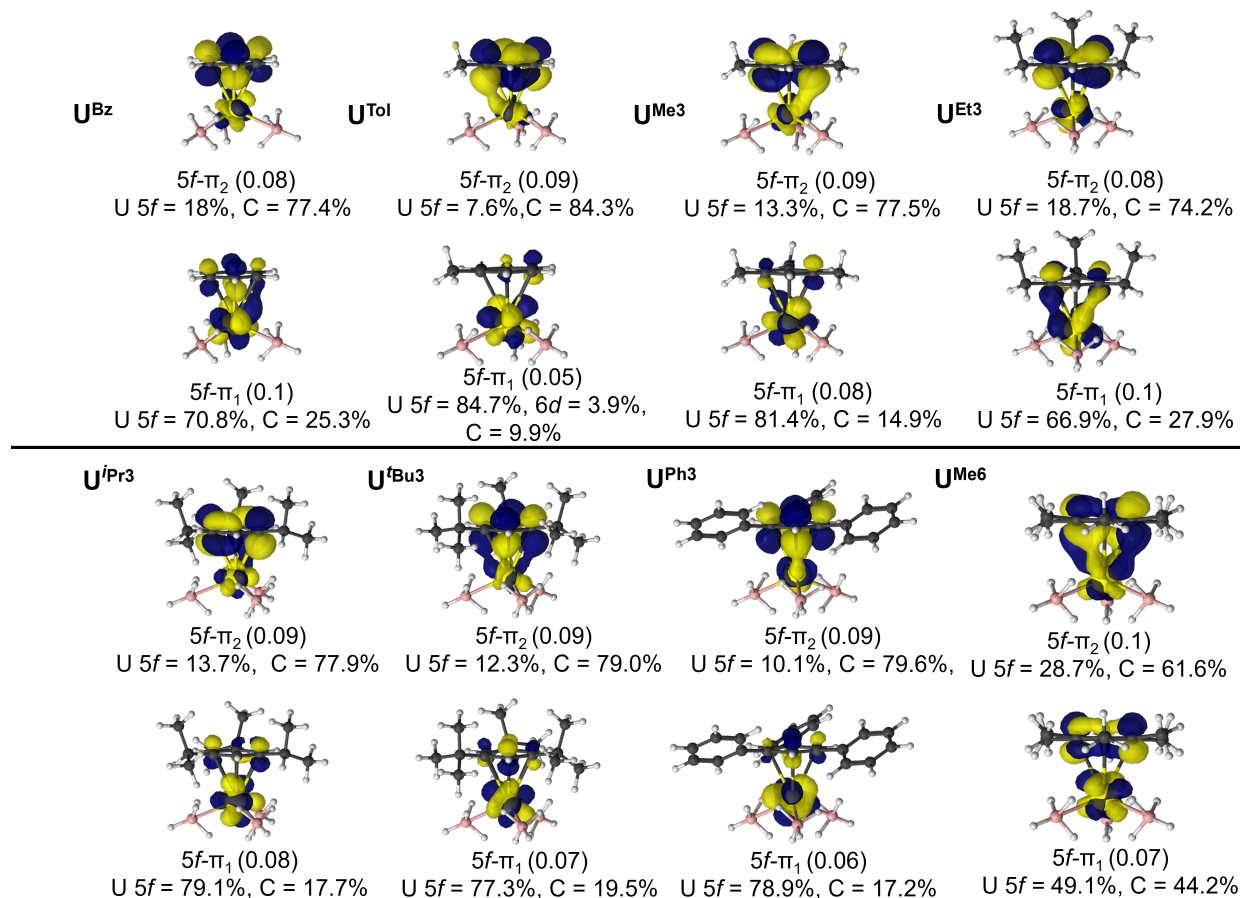 U^Bz U^Tol U^Me3 U^Et3
5f-π₂ (0.08) 5f-π₂ (0.09) 5f-π₂ (0.09) 5f-π₂ (0.08)
U 5f = 18%, C = 77.4% U 5f = 7.6%,C = 84.3% U 5f = 13.3%, C = 77.5% U 5f = 18.7%, C = 74.2%
5f-π₁ (0.1) 5f-π₁ (0.05) 5f-π₁ (0.08) 5f-π₁ (0.1)
U 5f = 70.8%, C = 25.3% U 5f = 84.7%, 6d = 3.9%, U 5f = 81.4%, C = 14.9% U 5f = 66.9%, C = 27.9%
C = 9.9%
U^iPr3 U^tBu3 U^Ph3 U^Me6
5f-π₂ (0.09) 5f-π₂ (0.09) 5f-π₂ (0.09) 5f-π₂ (0.1)
U 5f = 13.7%, C = 77.9% U 5f = 12.3%, C = 79.0% U 5f = 10.1%, C = 79.6%, U 5f = 28.7%, C = 61.6%
5f-π₁ (0.08) 5f-π₁ (0.07) 5f-π₁ (0.06) 5f-π₁ (0.07)
U 5f = 79.1%, C = 17.7% U 5f = 77.3%, C = 19.5% U 5f = 78.9%, C = 17.2% U 5f = 49.1%, C = 44.2%